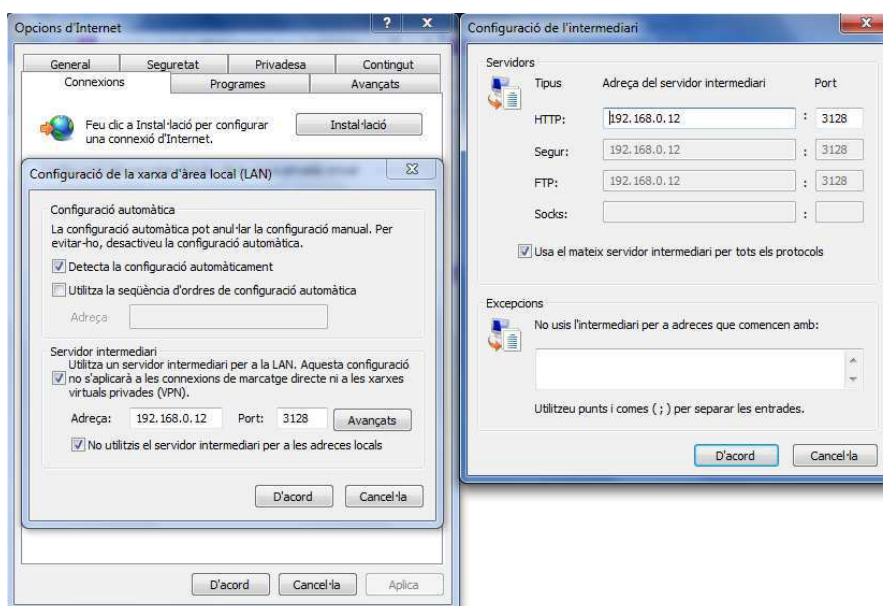 Opcions d'Internet
General Seguretat Privadesa Contingut
Connexions Programes Avançats
Feu clic a Instal·lació per configurar
una connexió d'Internet.
Instal·lació
Configuració de la xarxa d'àrea local (LAN)
Configuració automàtica
La configuració automàtica pot anul·lar la configuració manual. Per
evitar-ho, desactiveu la configuració automàtica.
Detecta la configuració automàticament
Utilitza la seqüència d'ordres de configuració automàtica
Adreça
Servidor intermediari
Utilitza un servidor intermediari per a la LAN. Aquesta configuració
no s'aplicarà a les connexions de marcatge directe ni a les xarxes
virtuals privades (VPN).
Adreça: 192.168.0.12 Port: 3128 Avançats
No utilitzis el servidor intermediari per a les adreces locals
D'acord Cancel·la
D'acord Cancel·la Aplica
Configuració de l'intermediari
Servidors
Tipus Adreça del servidor intermediari Port
HTTP: 192.168.0.12 : 3128
Segur: 192.168.0.12 : 3128
FTP: 192.168.0.12 : 3128
Socks: :
Usa el mateix servidor intermediari per tots els protocols
Excepcions
No usis l'intermediari per a adreces que comencen amb:
Utilitzeu punts i comes ( ; ) per separar les entrades.
D'acord Cancel·la